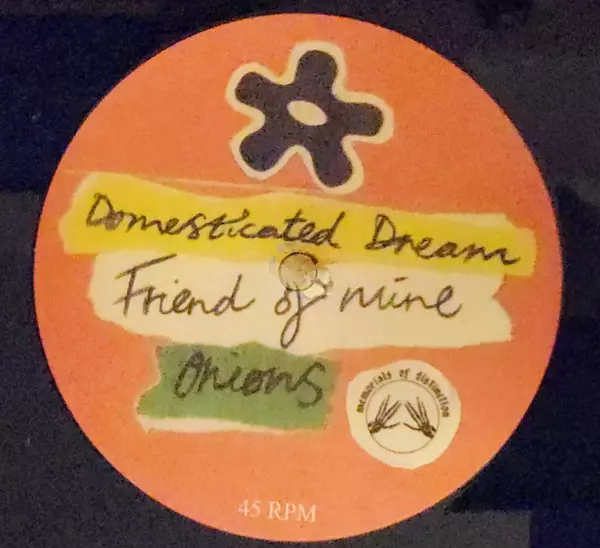 Domesticated Dream
Friend of mine
Onions
memorials of distinction
45 RPM